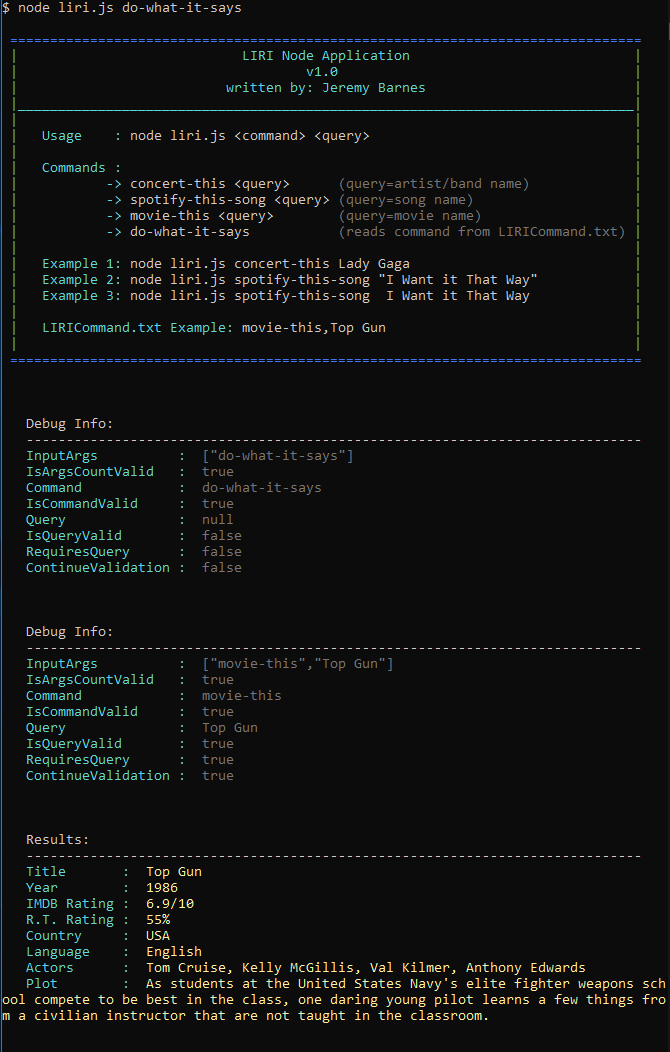 $ node liri.js do-what-it-says
===============================================================================
| LIRI Node Application |
| v1.0 |
| written by: Jeremy Barnes |
|_____________________________________________________________________________|
| |
| Usage    : node liri.js <command> <query> |
| |
| Commands : |
|         -> concert-this <query>      (query=artist/band name) |
|         -> spotify-this-song <query> (query=song name) |
|         -> movie-this <query>        (query=movie name) |
|         -> do-what-it-says           (reads command from LIRICommand.txt) |
| |
| Example 1: node liri.js concert-this Lady Gaga |
| Example 2: node liri.js spotify-this-song "I Want it That Way" |
| Example 3: node liri.js spotify-this-song  I Want it That Way |
| |
| LIRICommand.txt Example: movie-this,Top Gun |
| |
===============================================================================
Debug Info:
-----------------------------------------------------------------------------
InputArgs          :  ["do-what-it-says"]
IsArgsCountValid   :  true
Command            :  do-what-it-says
IsCommandValid     :  true
Query              :  null
IsQueryValid       :  false
RequiresQuery      :  false
ContinueValidation :  false
Debug Info:
-----------------------------------------------------------------------------
InputArgs          :  ["movie-this","Top Gun"]
IsArgsCountValid   :  true
Command            :  movie-this
IsCommandValid     :  true
Query              :  Top Gun
IsQueryValid       :  true
RequiresQuery      :  true
ContinueValidation :  true
Results:
-----------------------------------------------------------------------------
Title       :  Top Gun
Year        :  1986
IMDB Rating :  6.9/10
R.T. Rating :  55%
Country     :  USA
Language    :  English
Actors      :  Tom Cruise, Kelly McGillis, Val Kilmer, Anthony Edwards
Plot        :  As students at the United States Navy's elite fighter weapons sch
ool compete to be best in the class, one daring young pilot learns a few things fro
m a civilian instructor that are not taught in the classroom.